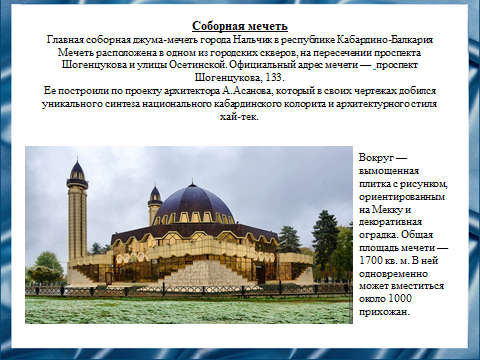 Соборная мечеть
Главная соборная джума-мечеть города Нальчик в республике Кабардино-Балкария
Мечеть расположена в одном из городских скверов, на пересечении проспекта
Шогенцукова и улицы Осетинской. Официальный адрес мечети — проспект
Шогенцукова, 133.
Ее построили по проекту архитектора А.Асанова, который в своих чертежах добился
уникального синтеза национального кабардинского колорита и архитектурного стиля
хай-тек.
Вокруг —
вымощенная
плитка с рисунком,
ориентированным
на Мекку и
декоративная
оградка. Общая
площадь мечети —
1700 кв. м. В ней
одновременно
может вместиться
около 1000
прихожан.